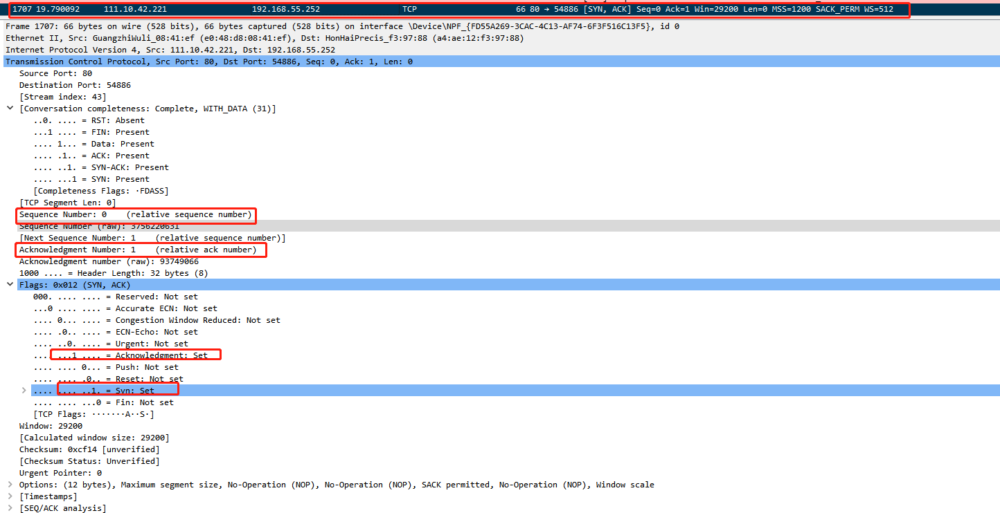 1707 19.790092 111.10.42.221 192.168.55.252 TCP 66 80 → 54886 [SYN, ACK] Seq=0 Ack=1 Win=29200 Len=0 MSS=1200 SACK_PERM WS=512
Frame 1707: 66 bytes on wire (528 bits), 66 bytes captured (528 bits) on interface \Device\NPF_{FD55A269-3CAC-4C13-AF74-6F3F516C13F5}, id 0
Ethernet II, Src: GuangzhiWuli_08:41:ef (e0:48:d8:08:41:ef), Dst: HonHaiPrecis_f3:97:88 (a4:ae:12:f3:97:88)
Internet Protocol Version 4, Src: 111.10.42.221, Dst: 192.168.55.252
Transmission Control Protocol, Src Port: 80, Dst Port: 54886, Seq: 0, Ack: 1, Len: 0
Source Port: 80
Destination Port: 54886
[Stream index: 43]
[Conversation completeness: Complete, WITH_DATA (31)]
..0. .... = RST: Absent
...1 .... = FIN: Present
.... 1... = Data: Present
.... .1.. = ACK: Present
.... ..1. = SYN-ACK: Present
.... ...1 = SYN: Present
[Completeness Flags: ·FDASS]
[TCP Segment Len: 0]
Sequence Number: 0 (relative sequence number)
Sequence Number (raw): 3756220631
[Next Sequence Number: 1 (relative sequence number)]
Acknowledgment Number: 1 (relative ack number)
Acknowledgment number (raw): 93749066
1000 .... = Header Length: 32 bytes (8)
Flags: 0x012 (SYN, ACK)
000. .... .... = Reserved: Not set
...0 .... .... = Accurate ECN: Not set
.... 0... .... = Congestion Window Reduced: Not set
.... .0.. .... = ECN-Echo: Not set
.... ..0. .... = Urgent: Not set
.... ...1 .... = Acknowledgment: Set
.... .... 0... = Push: Not set
.... .... .0.. = Reset: Not set
.... .... ..1. = Syn: Set
.... .... ...0 = Fin: Not set
[TCP Flags: ·······A··S·]
Window: 29200
[Calculated window size: 29200]
Checksum: 0xcf14 [unverified]
[Checksum Status: Unverified]
Urgent Pointer: 0
Options: (12 bytes), Maximum segment size, No-Operation (NOP), No-Operation (NOP), SACK permitted, No-Operation (NOP), Window scale
[Timestamps]
[SEQ/ACK analysis]